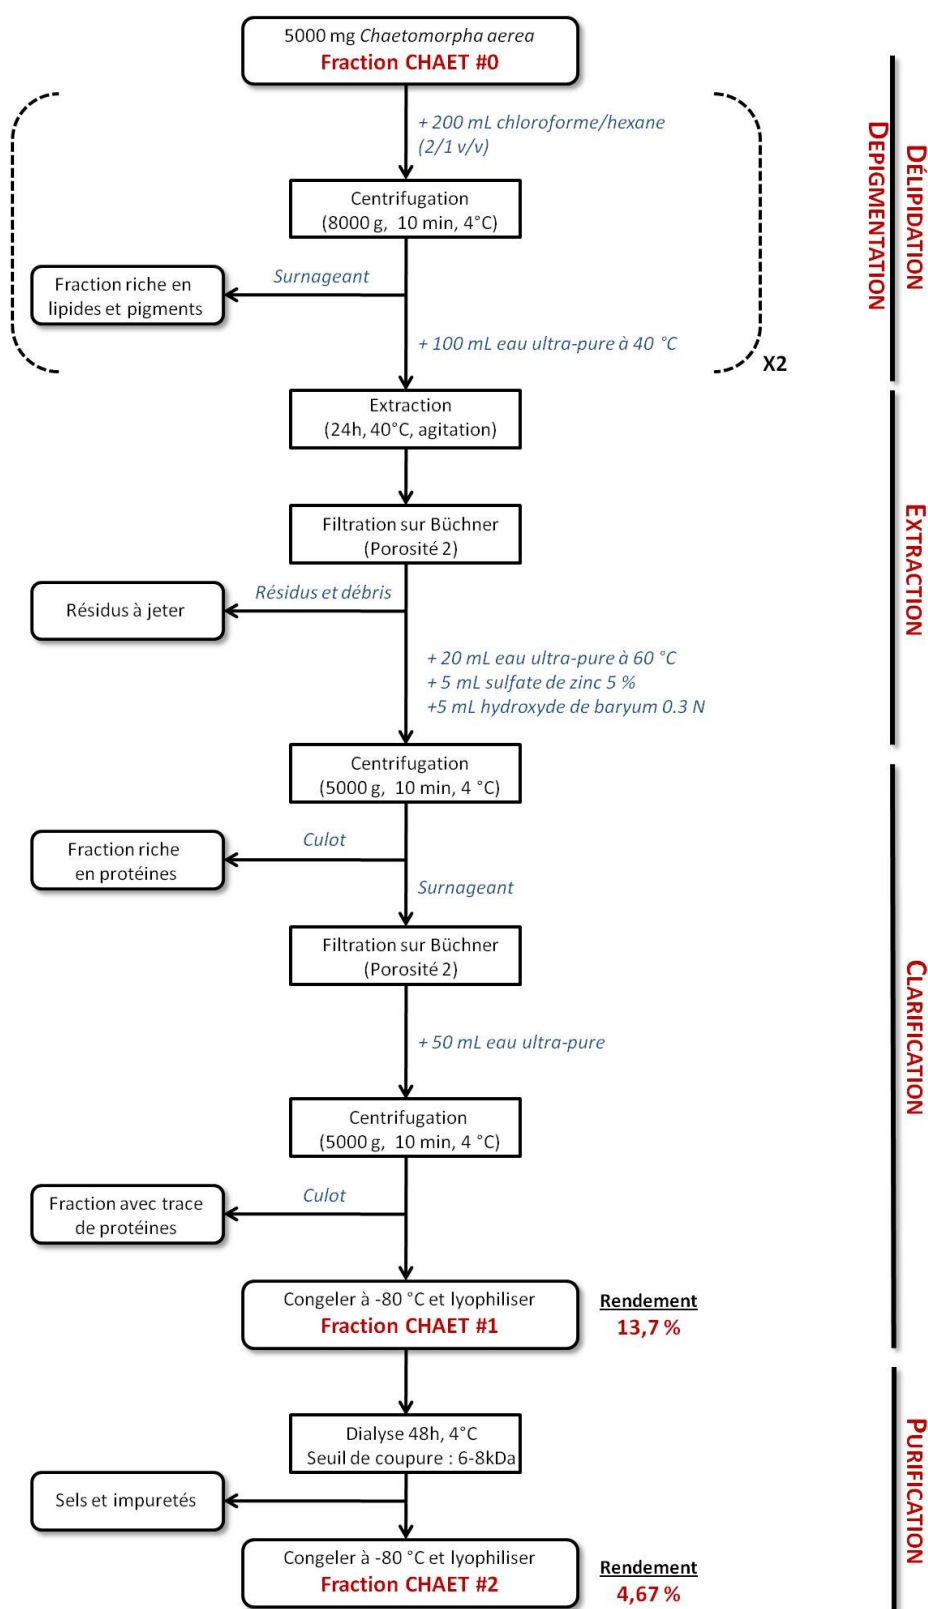 5000 mg Chaetomorpha aerea
Fraction CHAET #0
+ 200 mL chloroforme/hexane
(2/1 v/v)
Centrifugation
(8000 g, 10 min, 4°C)
Surnageant
Fraction riche en
lipides et pigments
+ 100 mL eau ultra-pure à 40 °C
X2
DÉLIPIDATION
DEPIGMENTATION
Extraction
(24h, 40°C, agitation)
Filtration sur Büchner
(Porosité 2)
Résidus et débris
Résidus à jeter
+ 20 mL eau ultra-pure à 60 °C
+ 5 mL sulfate de zinc 5 %
+5 mL hydroxyde de baryum 0.3 N
EXTRACTION
Centrifugation
(5000 g, 10 min, 4 °C)
Culot
Fraction riche
en protéines
Surnageant
Filtration sur Büchner
(Porosité 2)
+ 50 mL eau ultra-pure
Centrifugation
(5000 g, 10 min, 4 °C)
Culot
Fraction avec trace
de protéines
Congeler à -80 °C et lyophiliser
Fraction CHAET #1
Rendement
13,7 %
CLARIFICATION
Dialyse 48h, 4°C
Seuil de coupure : 6-8kDa
Sels et impuretés
Congeler à -80 °C et lyophiliser
Fraction CHAET #2
Rendement
4,67 %
PURIFICATION